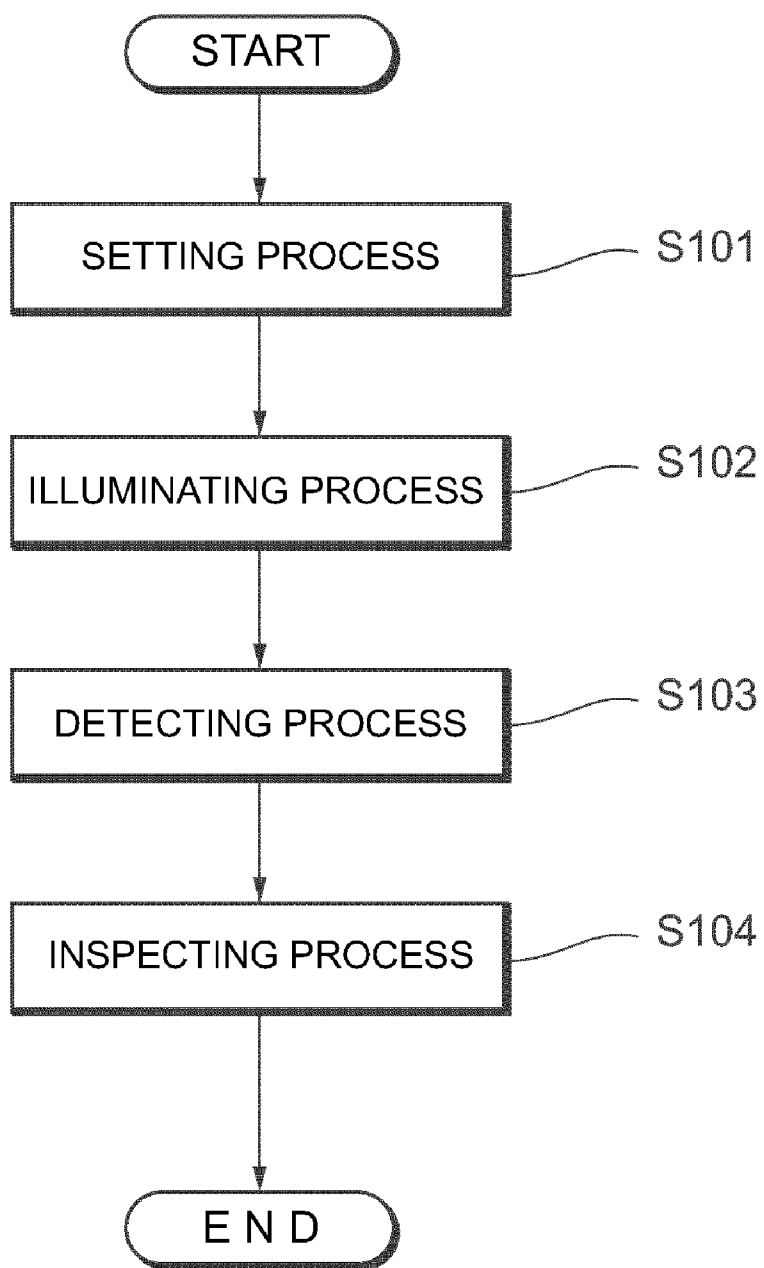 START
SETTING PROCESS
S101
ILLUMINATING PROCESS
S102
DETECTING PROCESS
S103
INSPECTING PROCESS
S104
E N D